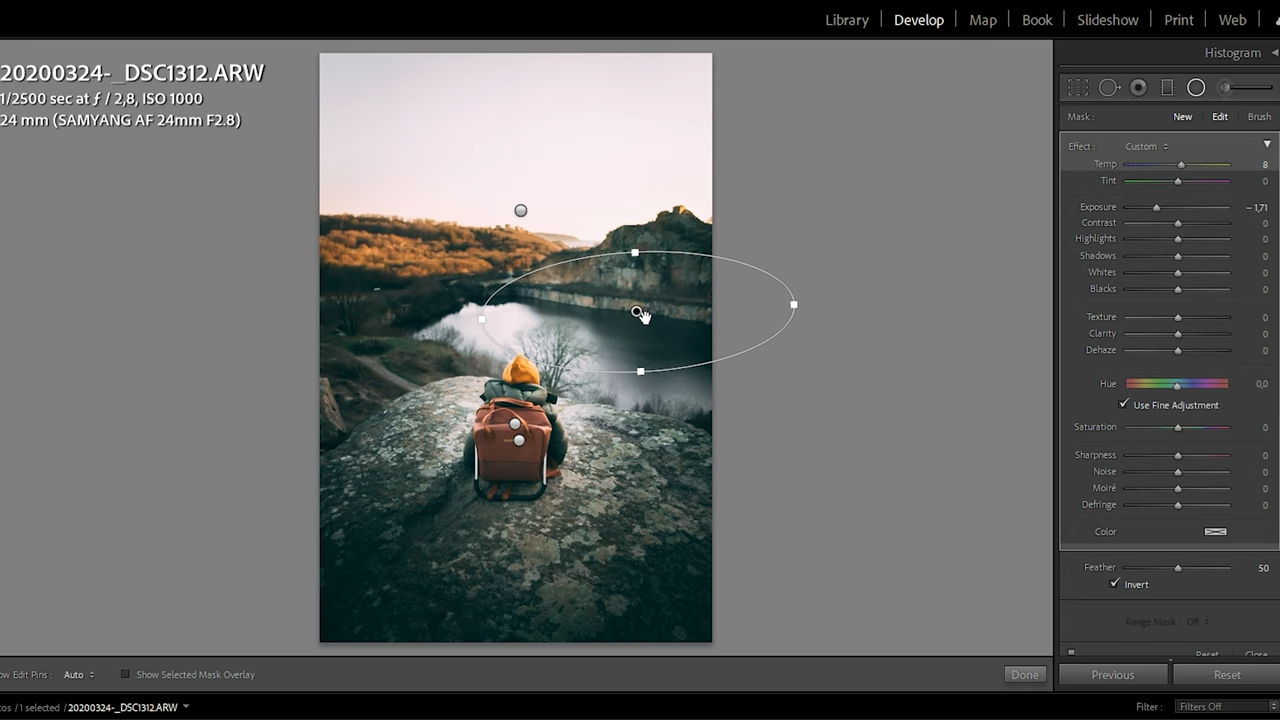 Library | Develop | Map | Book | Slideshow | Print | Web
20200324-_DSC1312.ARW
1/2500 sec at ƒ / 2,8, ISO 1000
24 mm (SAMYANG AF 24mm F2.8)
Histogram
Mask : New Edit Brush
Effect : Custom
Temp 8
Tint 0
Exposure – 1,71
Contrast 0
Highlights 0
Shadows 0
Whites 0
Blacks 0
Texture 0
Clarity 0
Dehaze 0
Hue 0,0
Use Fine Adjustment
Saturation 0
Sharpness 0
Noise 0
Moiré 0
Defringe 0
Color
Feather 50
Invert
Range Mask : Off
Reset Close
Previous Reset
ow Edit Pins : Auto Show Selected Mask Overlay Done
tos / 1 selected / 20200324-_DSC1312.ARW
Filter : Filters Off